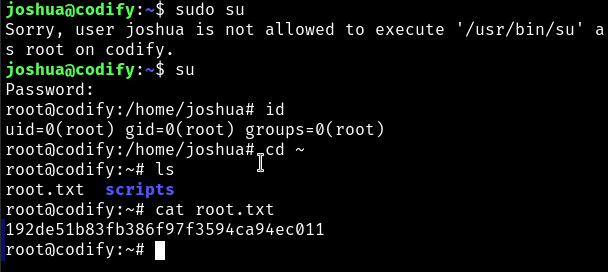 joshua@codify:~$ sudo su
Sorry, user joshua is not allowed to execute '/usr/bin/su' a
s root on codify.
joshua@codify:~$ su
Password:
root@codify:/home/joshua# id
uid=0(root) gid=0(root) groups=0(root)
root@codify:/home/joshua# cd ~
root@codify:~# ls
root.txt  scripts
root@codify:~# cat root.txt
192de51b83fb386f97f3594ca94ec011
root@codify:~#